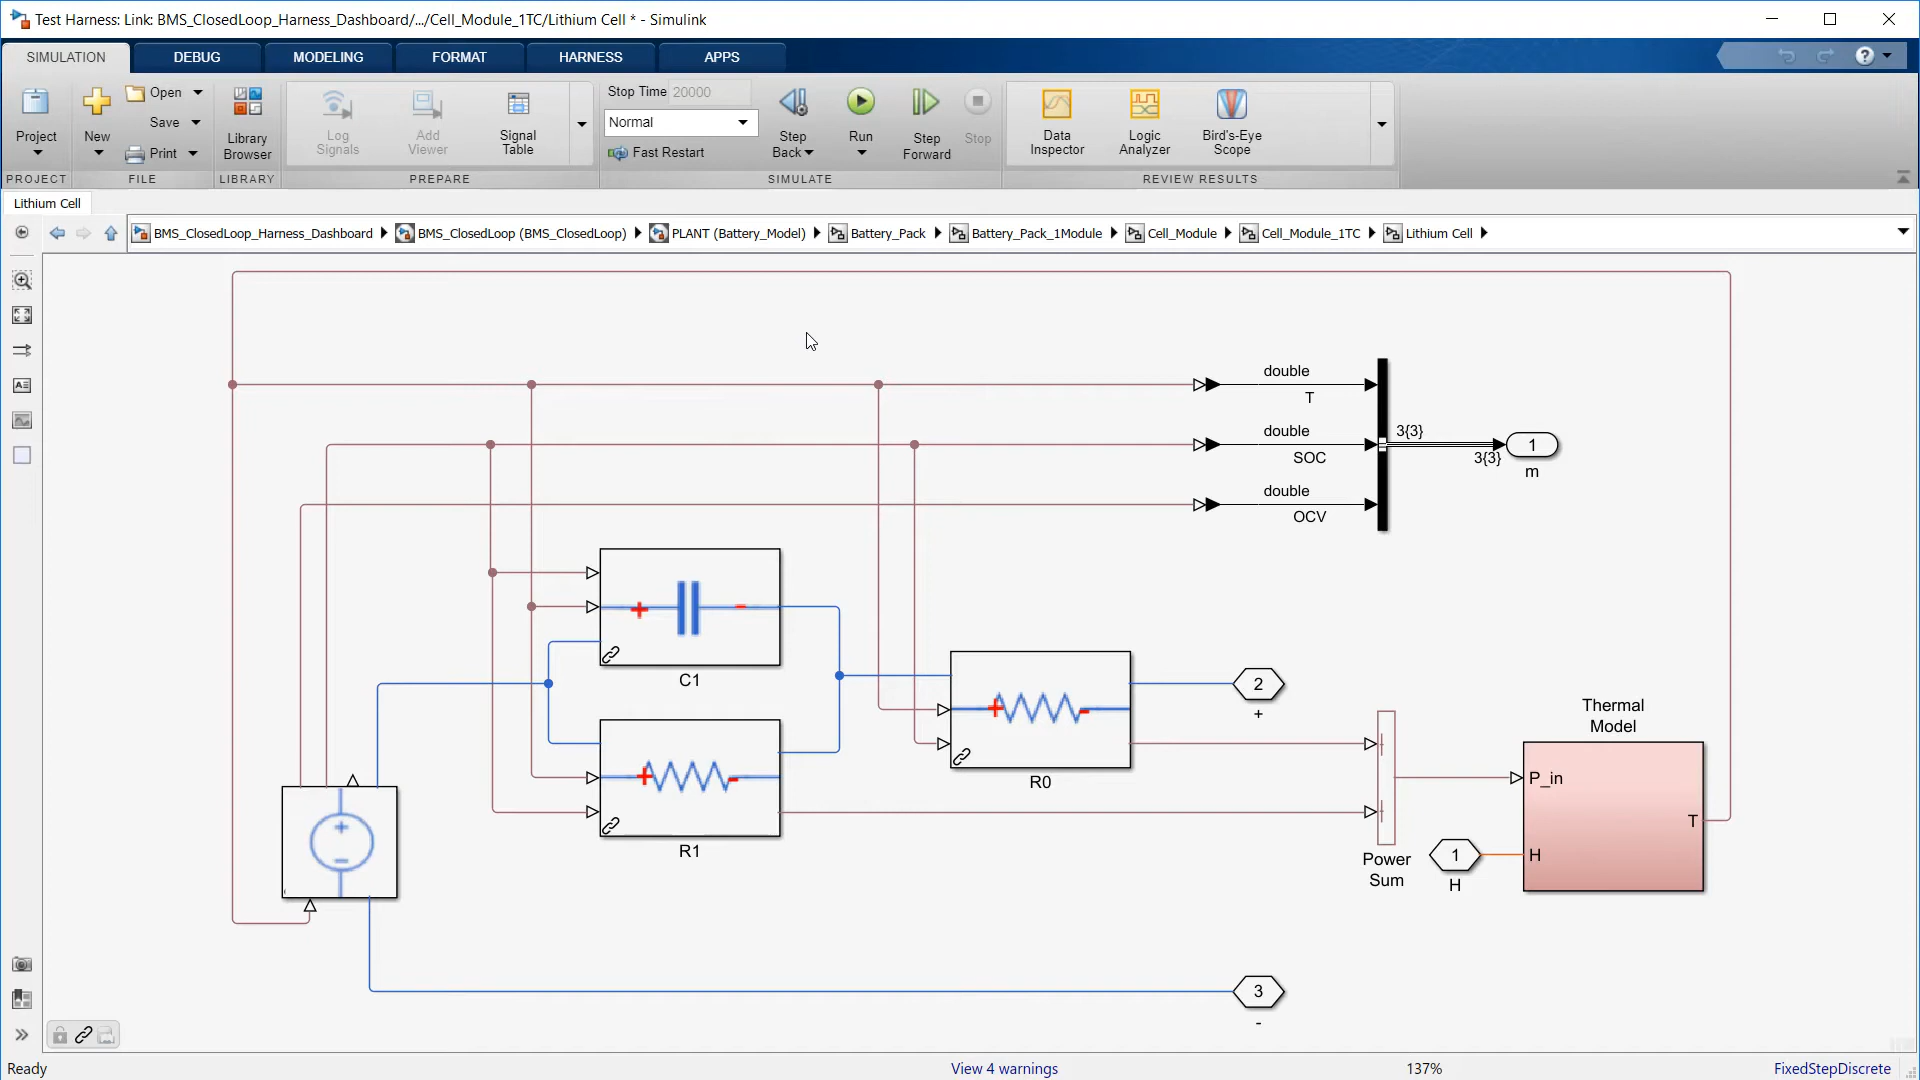 Test Harness: Link: BMS_ClosedLoop_Harness_Dashboard/.../Cell_Module_1TC/Lithium Cell * - Simulink
SIMULATION DEBUG MODELING FORMAT HARNESS APPS
Project
New
Open
Save
Print
Library
Browser
Log
Signals
Add
Viewer
Signal
Table
Stop Time 20000
Normal
Fast Restart
Step
Back
Run
Step
Forward
Stop
Data
Inspector
Logic
Analyzer
Bird's-Eye
Scope
PROJECT FILE LIBRARY PREPARE SIMULATE REVIEW RESULTS
Lithium Cell
BMS_ClosedLoop_Harness_Dashboard BMS_ClosedLoop (BMS_ClosedLoop) PLANT (Battery_Model) Battery_Pack Battery_Pack_1Module Cell_Module Cell_Module_1TC Lithium Cell
double
T
double
SOC
3{3}
3{3}
1
m
double
OCV
C1
R1
R0
2
+
Power
Sum
Thermal
Model
P_in
T
H
1
H
3
-
Ready
View 4 warnings
137%
FixedStepDiscrete